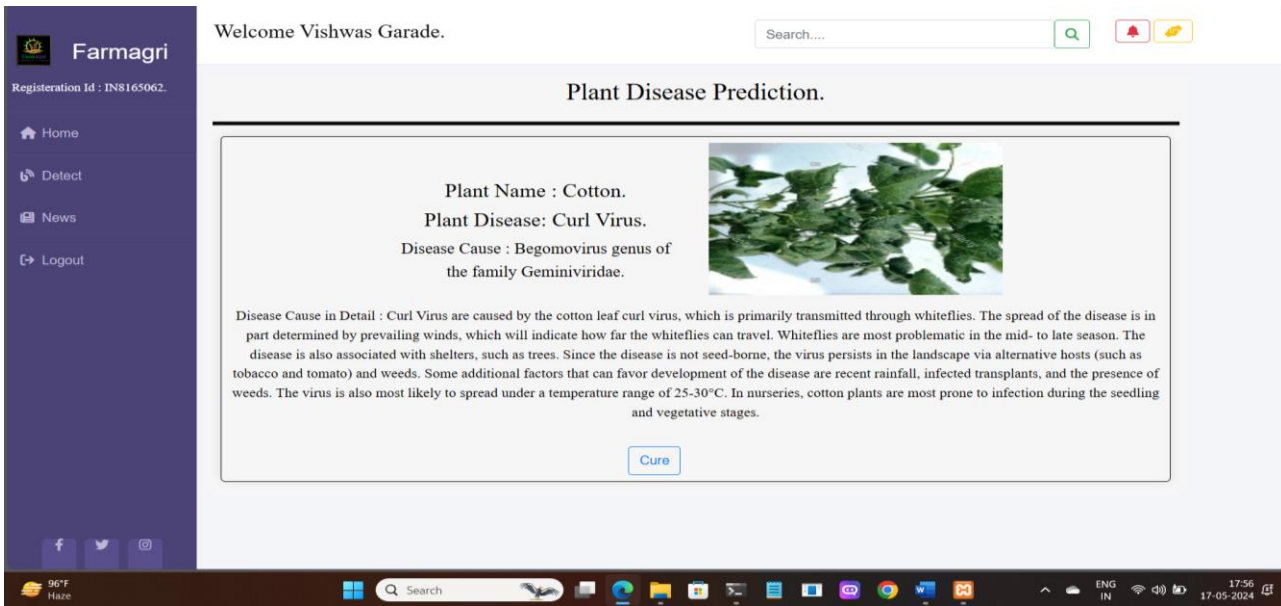 Farmagri
Registeration Id : IN8165062.
Home
Detect
News
Logout
Welcome Vishwas Garade.
Search....
Plant Disease Prediction.
Plant Name : Cotton.
Plant Disease: Curl Virus.
Disease Cause : Begomovirus genus of
the family Geminiviridae.
Disease Cause in Detail : Curl Virus are caused by the cotton leaf curl virus, which is primarily transmitted through whiteflies. The spread of the disease is in
part determined by prevailing winds, which will indicate how far the whiteflies can travel. Whiteflies are most problematic in the mid- to late season. The
disease is also associated with shelters, such as trees. Since the disease is not seed-borne, the virus persists in the landscape via alternative hosts (such as
tobacco and tomato) and weeds. Some additional factors that can favor development of the disease are recent rainfall, infected transplants, and the presence of
weeds. The virus is also most likely to spread under a temperature range of 25-30°C. In nurseries, cotton plants are most prone to infection during the seedling
and vegetative stages.
Cure
96°F
Haze
Search
ENG
IN
17:56
17-05-2024